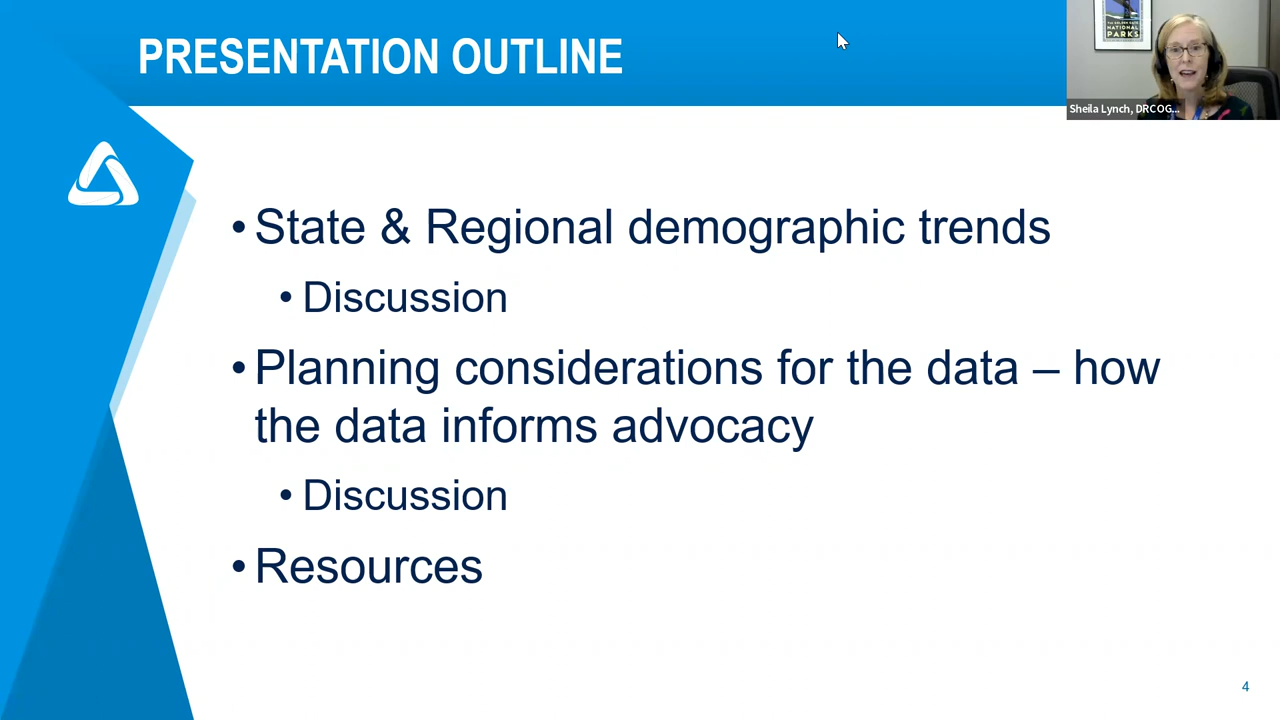 PRESENTATION OUTLINE
NATIONAL
PARKS
Sheila Lynch, DRCOG...
• State & Regional demographic trends
• Discussion
• Planning considerations for the data – how
the data informs advocacy
• Discussion
• Resources
4